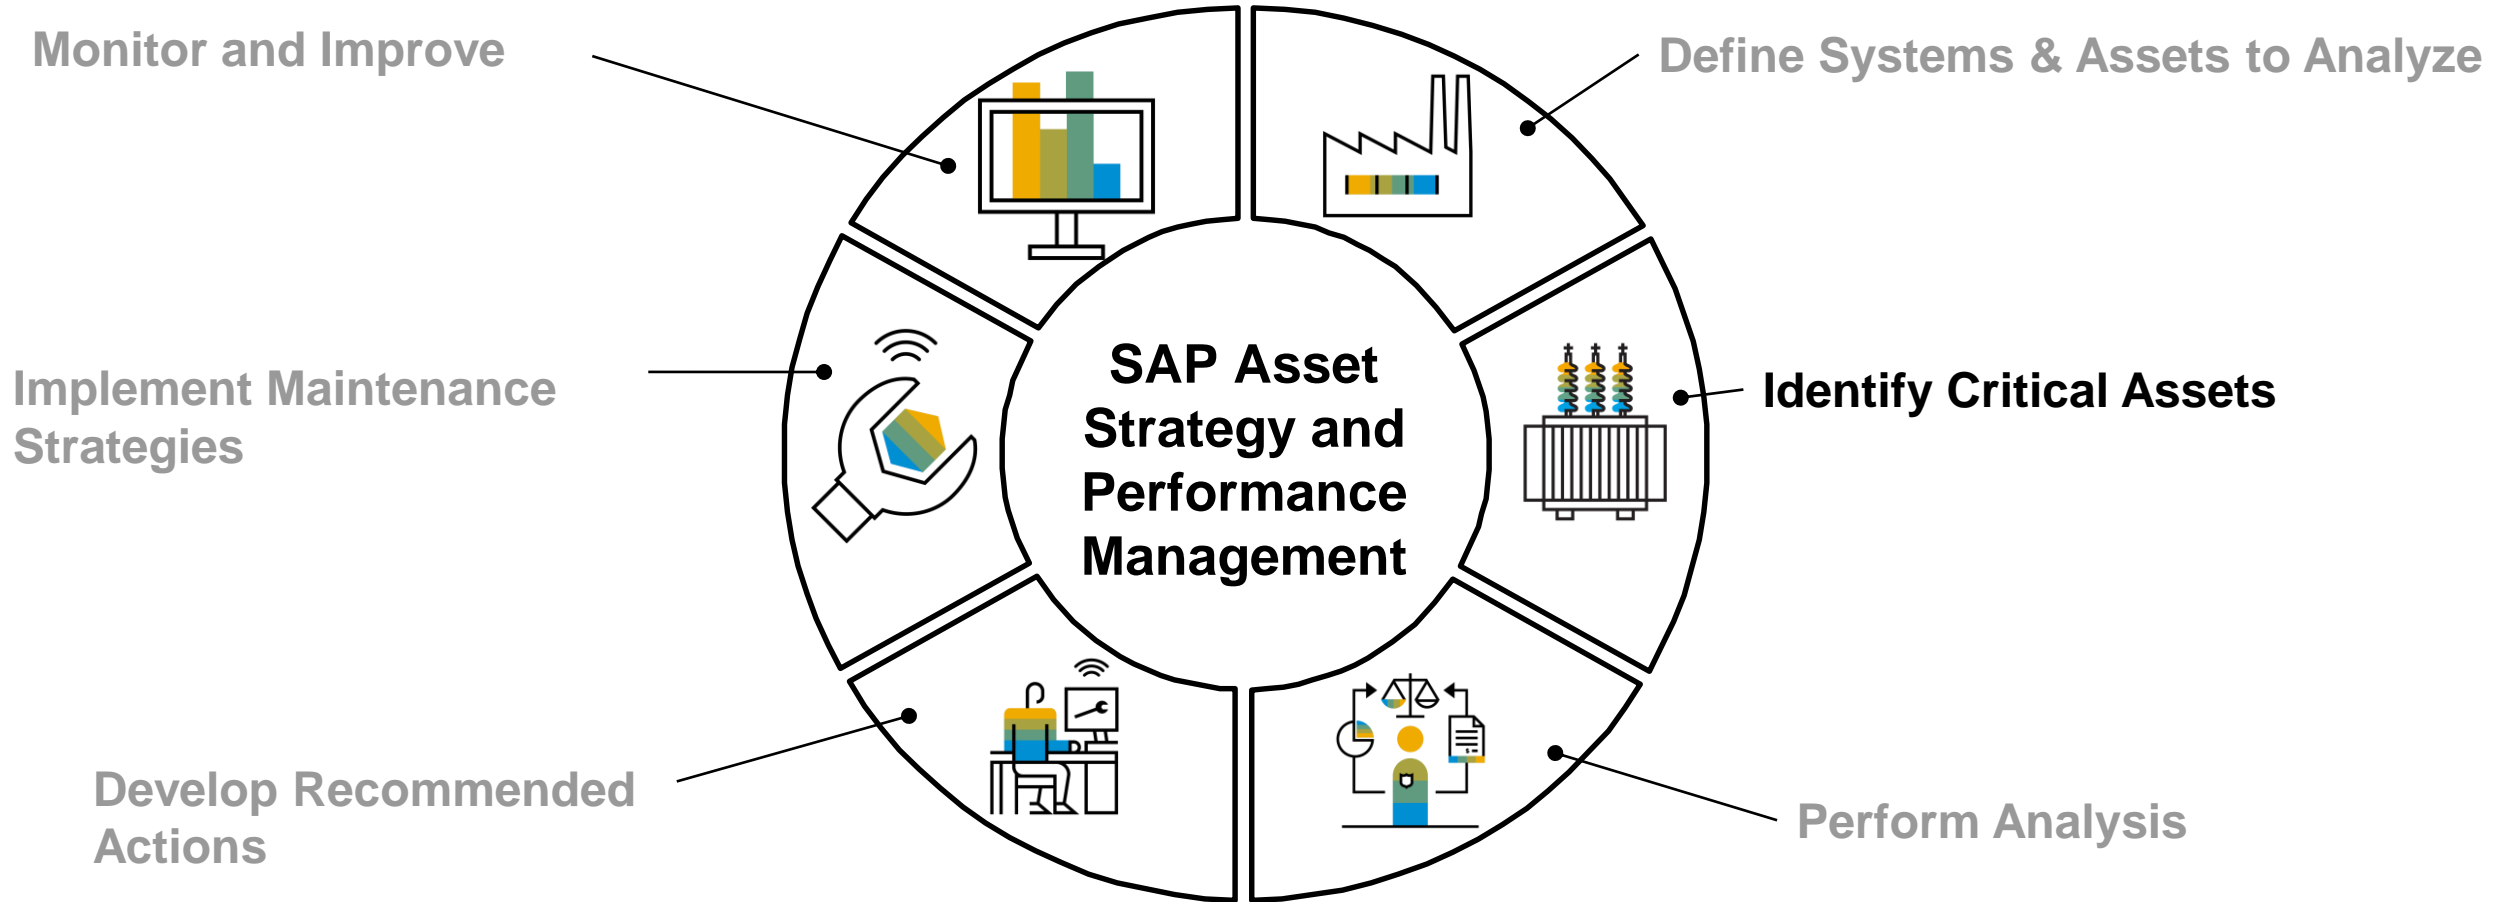 Monitor and Improve
Define Systems & Assets to Analyze
SAP Asset
Strategy and
Performance
Management
Identify Critical Assets
Implement Maintenance
Strategies
Develop Recommended
Actions
Perform Analysis